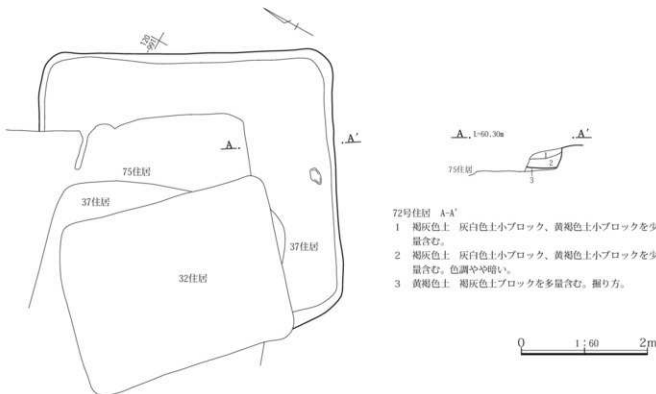 A
A'
75住居
37住居
37住居
32住居
A
L=60.30m
A'
1
2
3
75住居
72号住居 A-A'
1 褐灰色土 灰白色土小ブロック、黄褐色土小ブロックを少
量含む。
2 褐灰色土 灰白色土小ブロック、黄褐色土小ブロックを少
量含む。色調やや暗い。
3 黄褐色土 褐灰色土ブロックを多量含む。掘り方。
0
1:60
2m